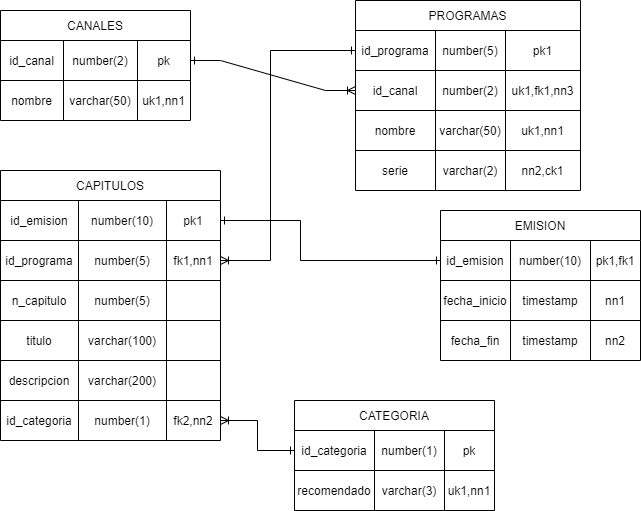 CANALES
id_canal number(2) pk
nombre varchar(50) uk1,nn1
PROGRAMAS
id_programa number(5) pk1
id_canal number(2) uk1,fk1,nn3
nombre varchar(50) uk1,nn1
serie varchar(2) nn2,ck1
CAPITULOS
id_emision number(10) pk1
id_programa number(5) fk1,nn1
n_capitulo number(5)
titulo varchar(100)
descripcion varchar(200)
id_categoria number(1) fk2,nn2
EMISION
id_emision number(10) pk1,fk1
fecha_inicio timestamp nn1
fecha_fin timestamp nn2
CATEGORIA
id_categoria number(1) pk
recomendado varchar(3) uk1,nn1